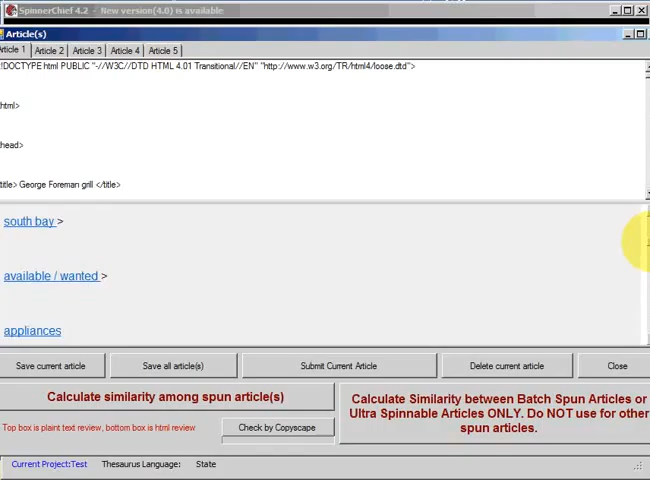 SpinnerChief 4.2 - New version(4.0) is available
Article(s)
Article 1 Article 2 Article 3 Article 4 Article 5
!DOCTYPE html PUBLIC "-//W3C//DTD HTML 4.01 Transitional//EN" "http://www.w3.org/TR/html4/loose.dtd">
html>
head>
title> George Foreman grill </title>
south bay >
available / wanted >
appliances
Save current article Save all article(s) Submit Current Article Delete current article Close
Calculate similarity among spun article(s)
Calculate Similarity between Batch Spun Articles or
Ultra Spinnable Articles ONLY. Do NOT use for other
spun articles.
Top box is plaint text review, bottom box is html review
Check by Copyscape
Current Project:Test Thesaurus Language: State